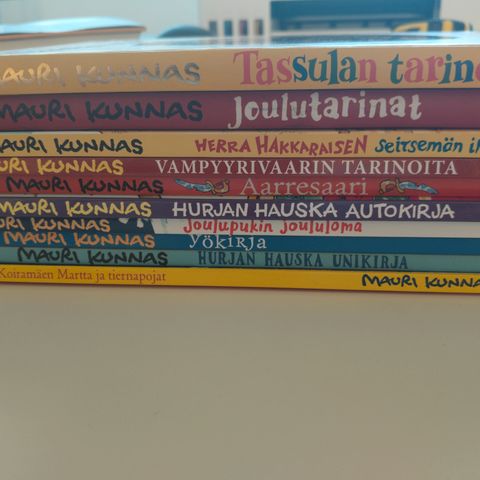 MAURI KUNNAS Tassulan tarin
MAURI KUNNAS Joulutarinat
MAURI KUNNAS HERRA HAKKARAISEN seitsemän
MAURI KUNNAS VAMPYYRIVAARIN TARINOITA
MAURI KUNNAS Aarresaari
MAURI KUNNAS HURJAN HAUSKA AUTOKIRJA
MAURI KUNNAS Joulupukin joululoma
MAURI KUNNAS yökirja
MAURI KUNNAS HURJAN HAUSKA UNIKIRJA
Koiramäen Martta ja tiernapojat MAURI KUNNA